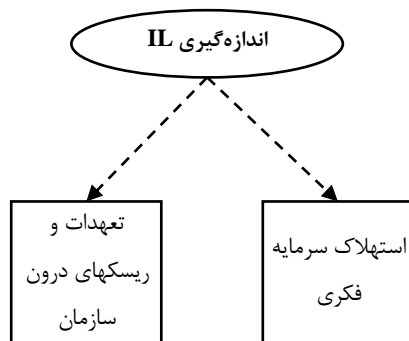 اندازه‌گیری IL
استهلاک سرمایه
فکری
تعهدات و
ریسکهای درون
سازمان